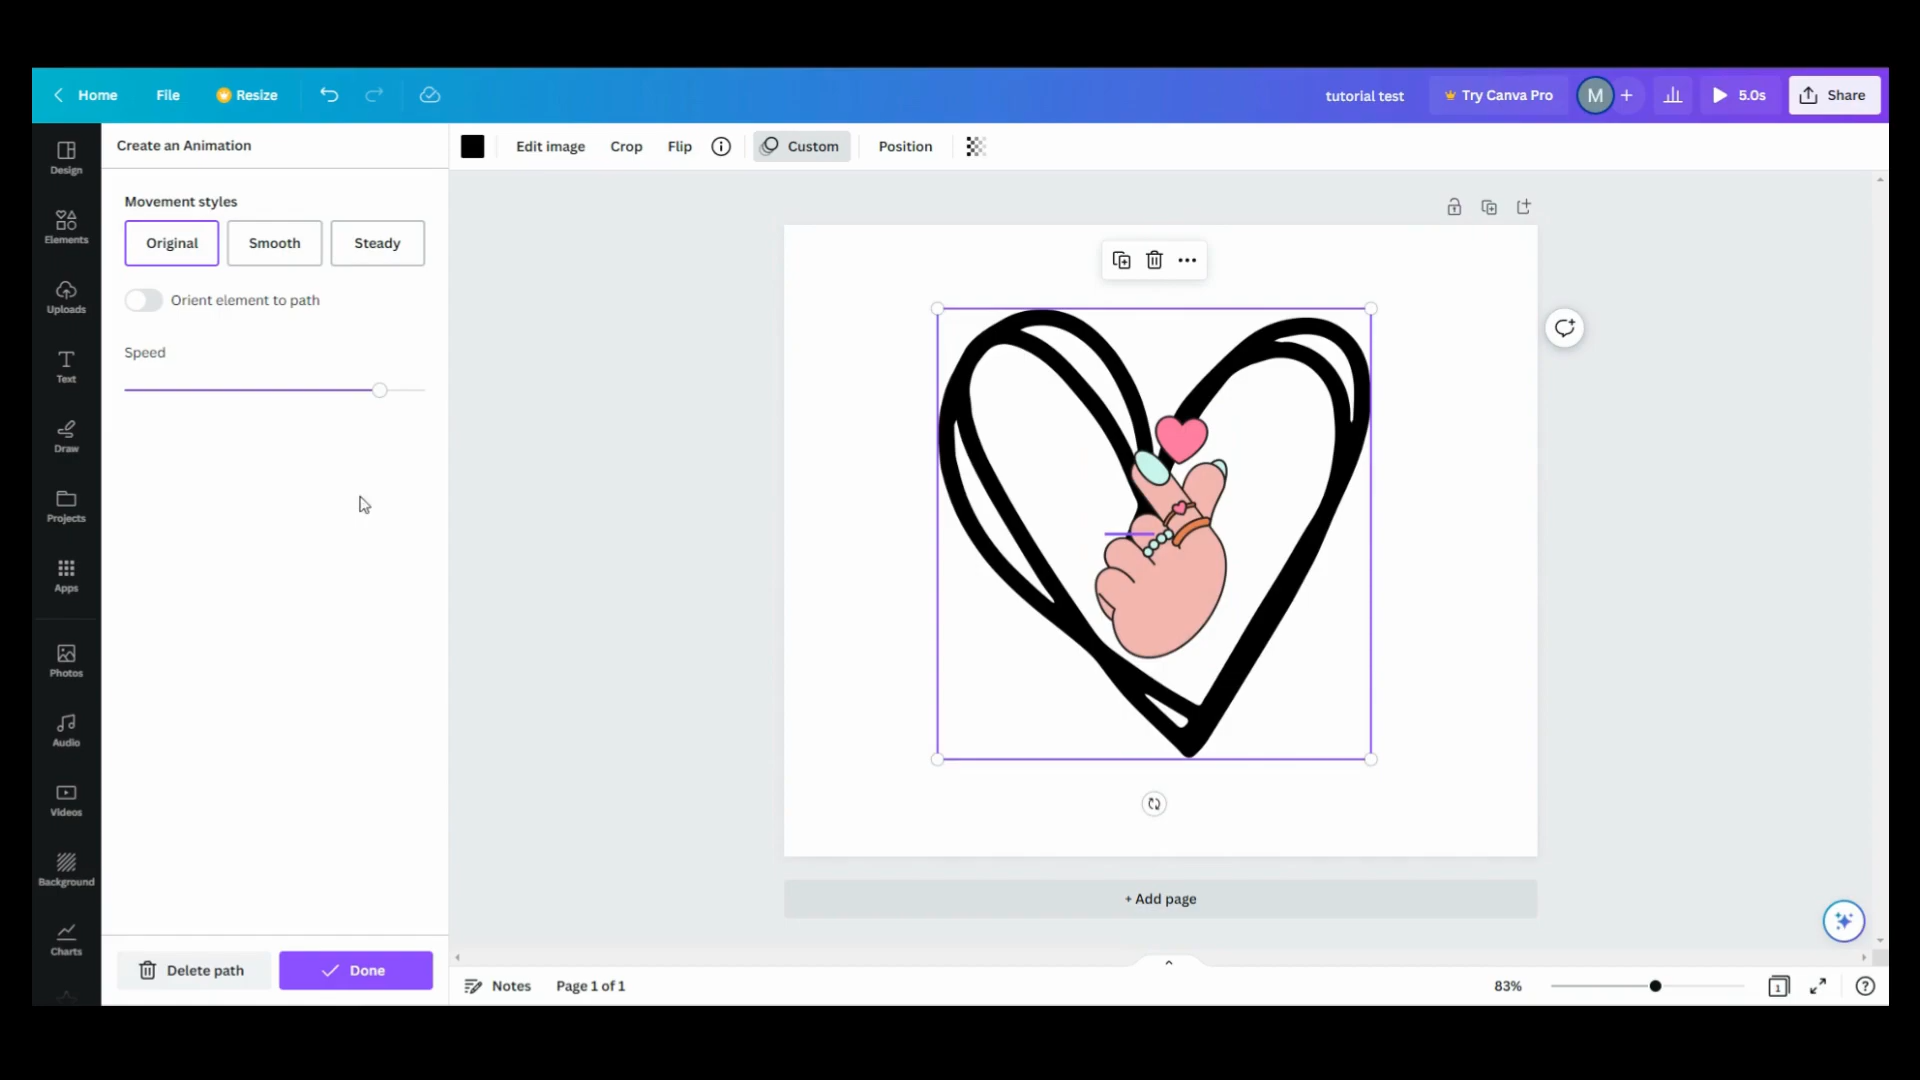 Home File Resize tutorial test Try Canva Pro M + 5.0s Share
Create an Animation
Edit image Crop Flip Custom Position
Movement styles
Original Smooth Steady
Orient element to path
Speed
Design
Elements
Uploads
Text
Draw
Projects
Apps
Photos
Audio
Videos
Background
Charts
+ Add page
Delete path Done
Notes Page 1 of 1 83% 1 ?